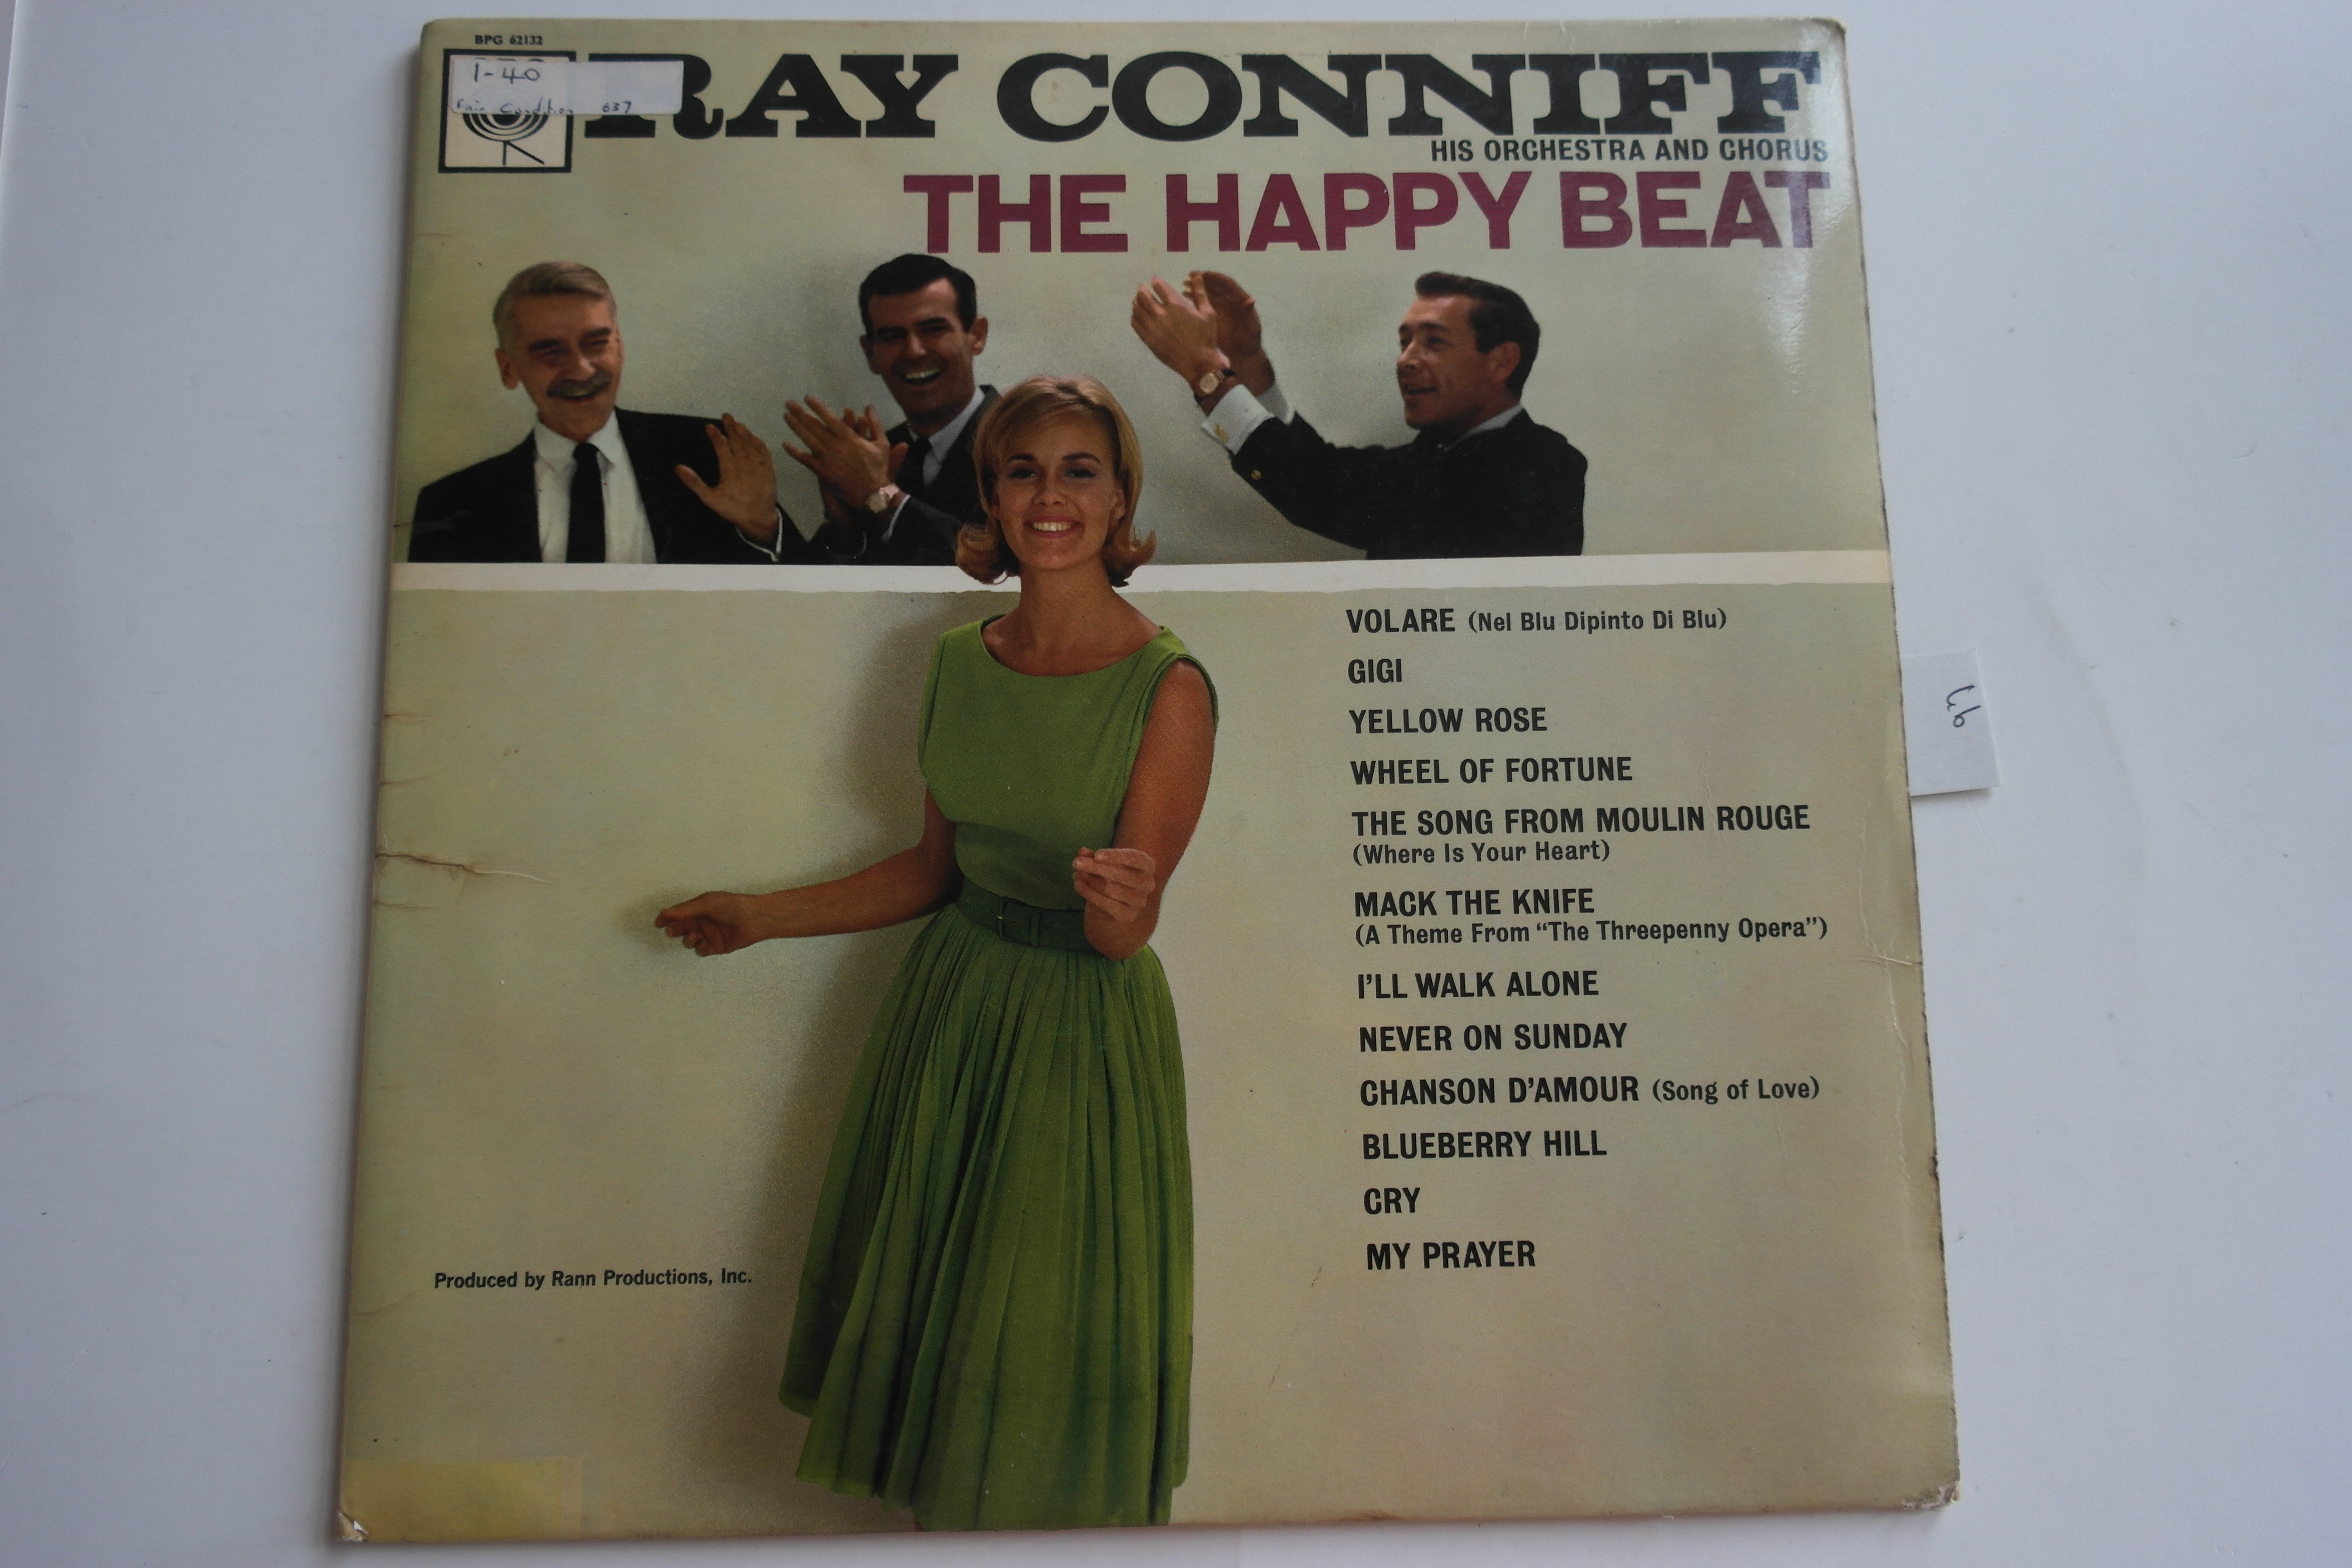 BPG 62132
1-40
Fair Condition 637
RAY CONNIFF
HIS ORCHESTRA AND CHORUS
THE HAPPY BEAT
VOLARE (Nel Blu Dipinto Di Blu)
GIGI
YELLOW ROSE
WHEEL OF FORTUNE
THE SONG FROM MOULIN ROUGE
(Where Is Your Heart)
MACK THE KNIFE
(A Theme From “The Threepenny Opera”)
I’LL WALK ALONE
NEVER ON SUNDAY
CHANSON D’AMOUR (Song of Love)
BLUEBERRY HILL
CRY
MY PRAYER
Produced by Rann Productions, Inc.